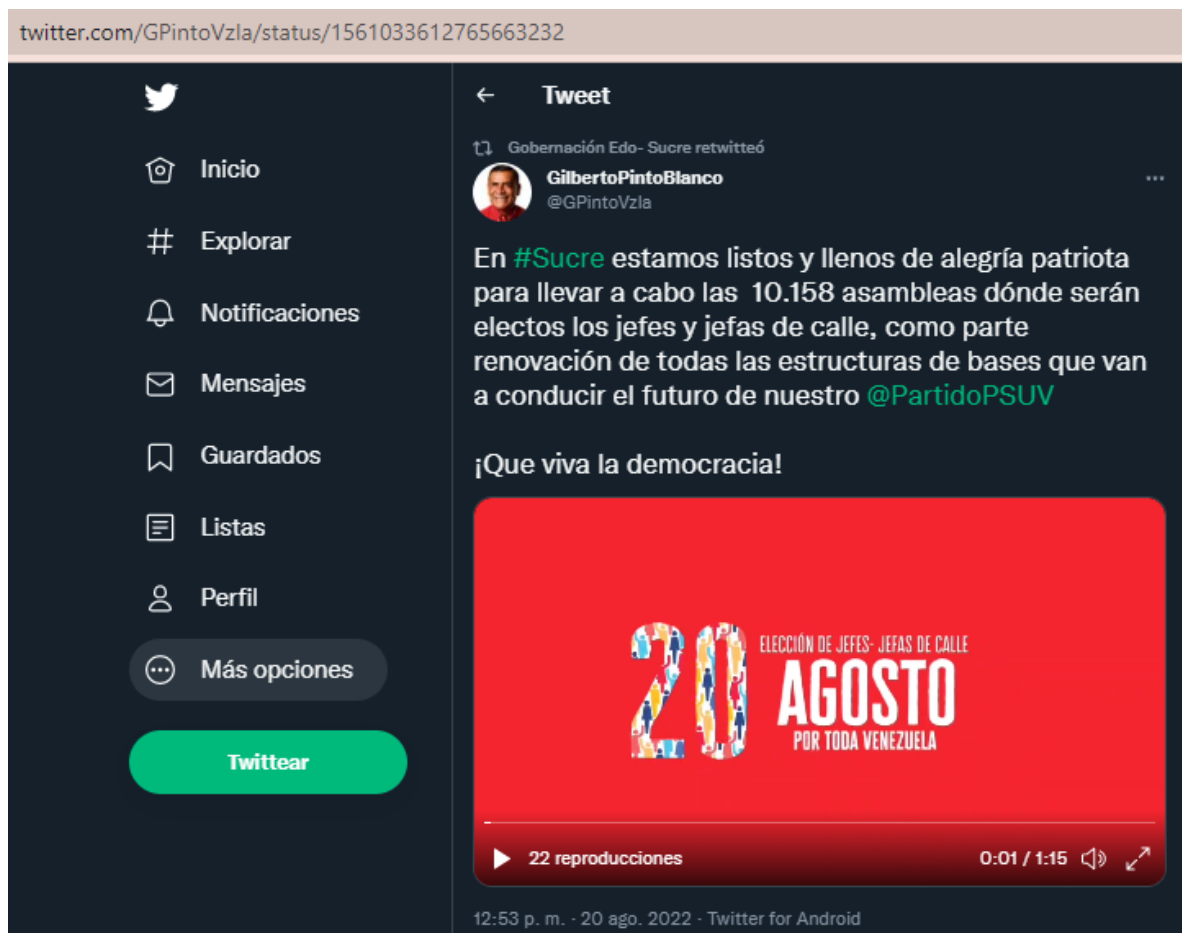 twitter.com/GPintoVzla/status/1561033612765663232
Inicio
Explorar
Notificaciones
Mensajes
Guardados
Listas
Perfil
Más opciones
Twittear
Tweet
Gobernación Edo- Sucre retwitteó
GilbertoPintoBlanco
@GPintoVzla
En #Sucre estamos listos y llenos de alegría patriota
para llevar a cabo las  10.158 asambleas dónde serán
electos los jefes y jefas de calle, como parte
renovación de todas las estructuras de bases que van
a conducir el futuro de nuestro @PartidoPSUV
¡Que viva la democracia!
20
ELECCIÓN DE JEFES- JEFAS DE CALLE
AGOSTO
POR TODA VENEZUELA
22 reproducciones
0:01 / 1:15
12:53 p. m. · 20 ago. 2022 · Twitter for Android